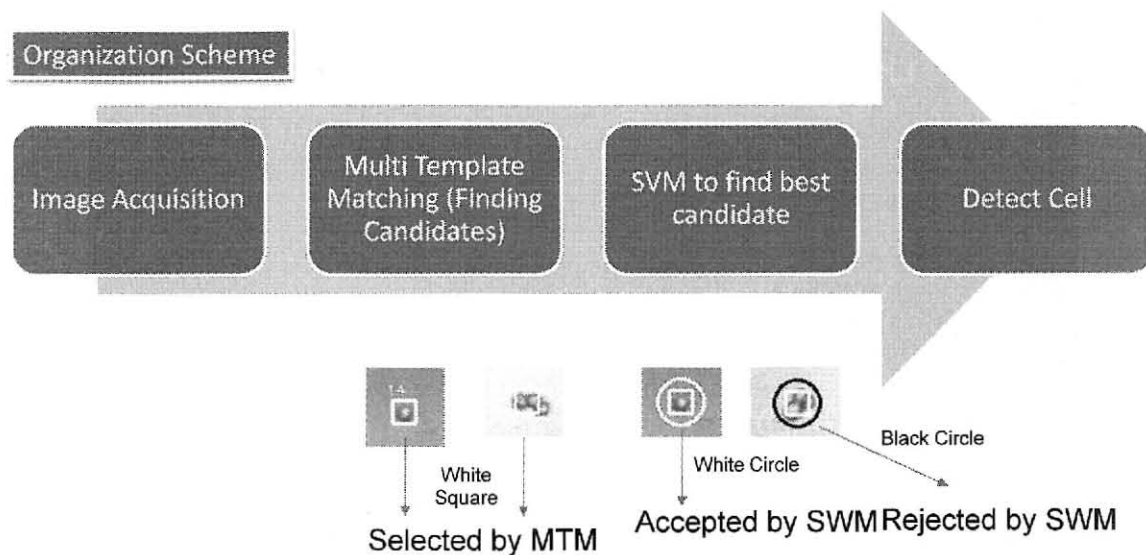 Organization Scheme
Image Acquisition
Multi Template
Matching (Finding
Candidates)
SVM to find best
candidate
Detect Cell
14
White
Square
White Circle
Black Circle
Selected by MTM
Accepted by SWM
Rejected by SWM